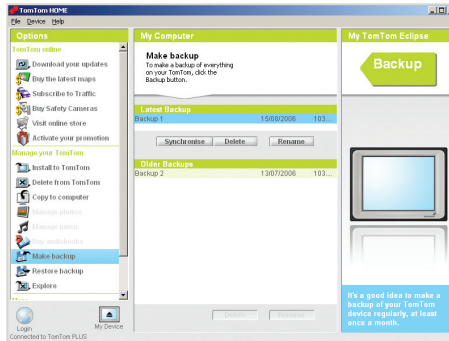 TomTom HOME
File Device Help
Options
TomTom online
Download your updates
Buy the latest maps
Subscribe to Traffic
Buy Safety Cameras
Visit online store
Activate your promotion
Manage your TomTom
Install to TomTom
Delete from TomTom
Copy to computer
Manage photos
Manage music
Buy audiobooks
Make backup
Restore backup
Explore
Login
My Device
Connected to TomTom PLUS
My Computer
Make backup
To make a backup of everything
on your TomTom, click the
Backup button.
Latest Backup
Backup 1 15/08/2006 103...
Synchronise Delete Rename
Older Backups
Backup 2 13/07/2006 103...
Delete Rename
My TomTom Eclipse
Backup
It's a good idea to make a
backup of your TomTom
device regularly, at least
once a month.